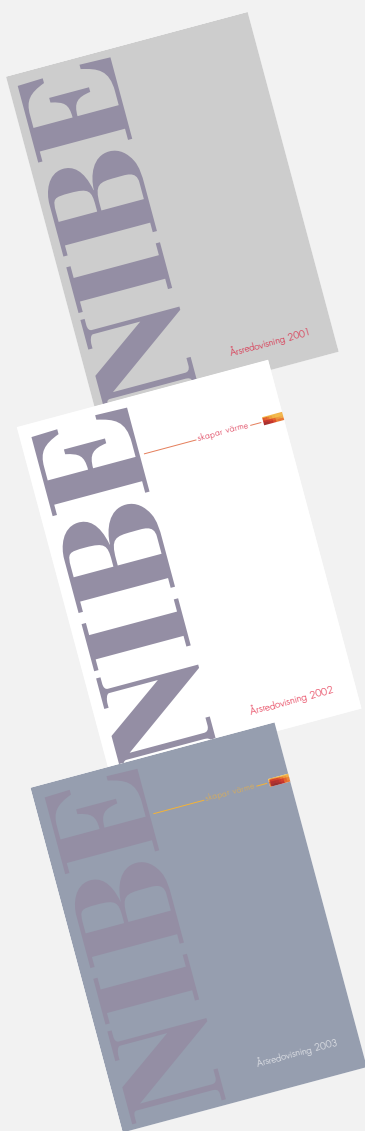 NIBE
Årsredovisning 2001
NIBE
skapar värme
Årsredovisning 2002
NIBE
skapar värme
Årsredovisning 2003